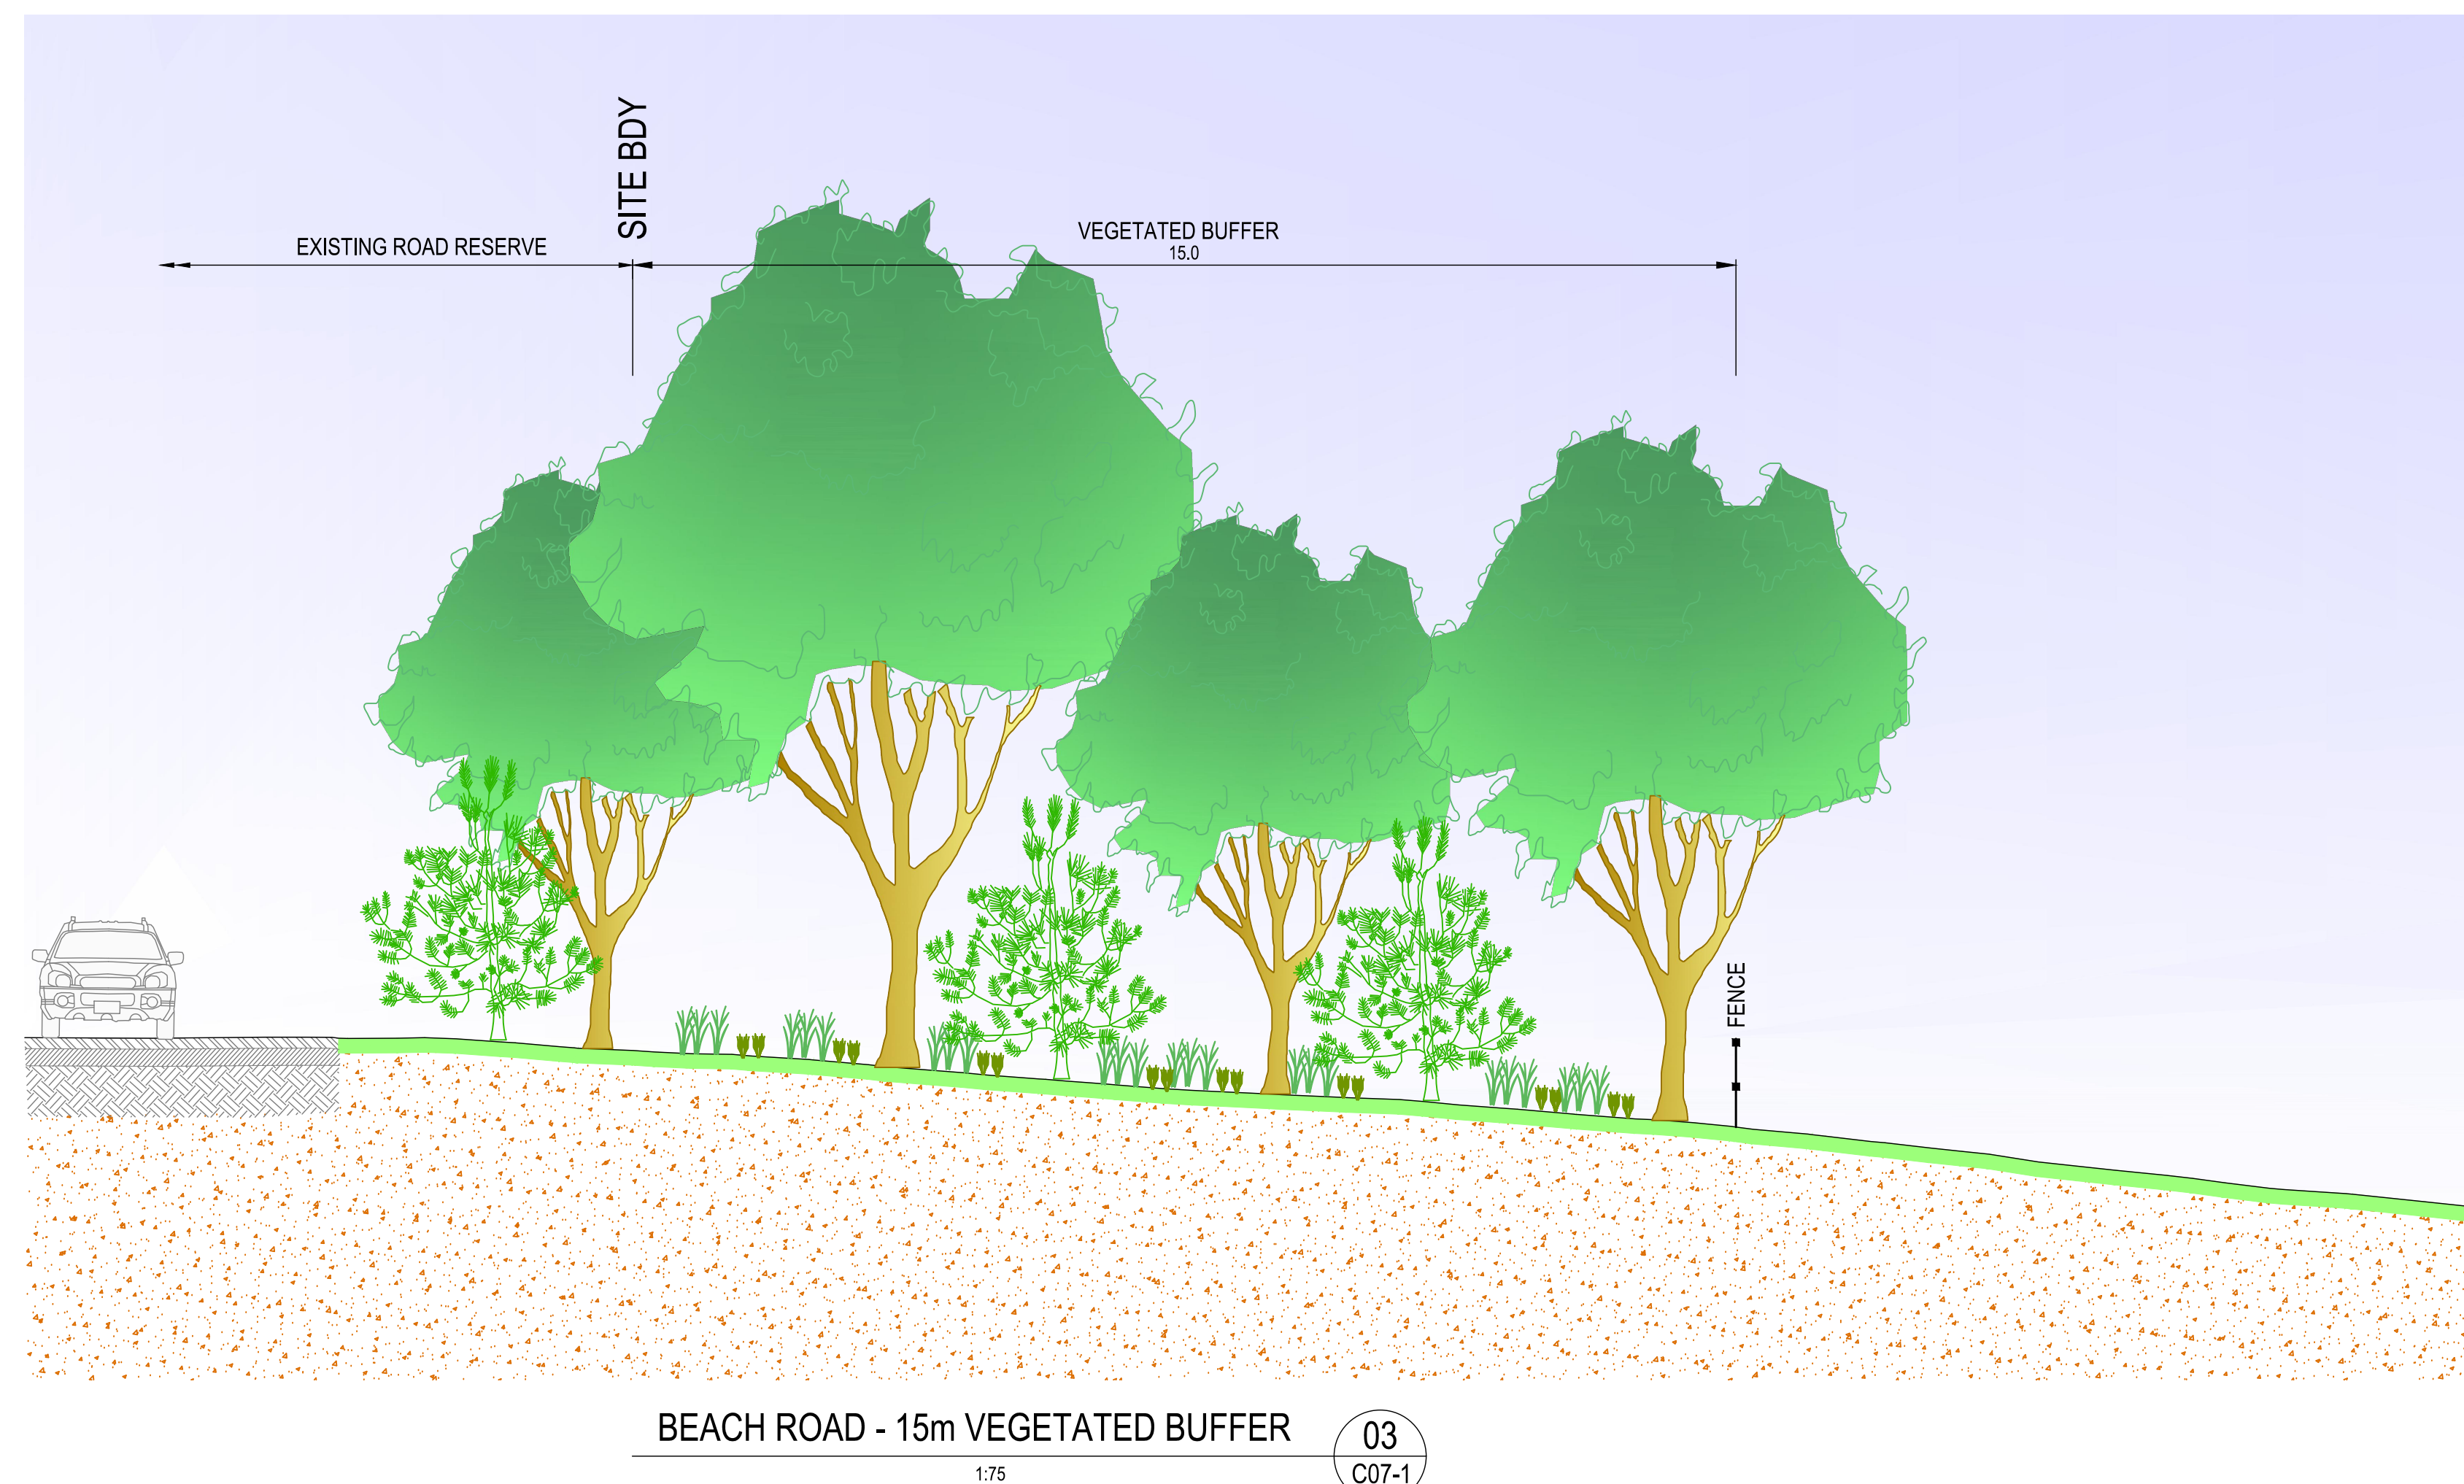 SITE BDY
EXISTING ROAD RESERVE
VEGETATED BUFFER
15.0
FENCE
BEACH ROAD - 15m VEGETATED BUFFER
03
C07-1
1:75